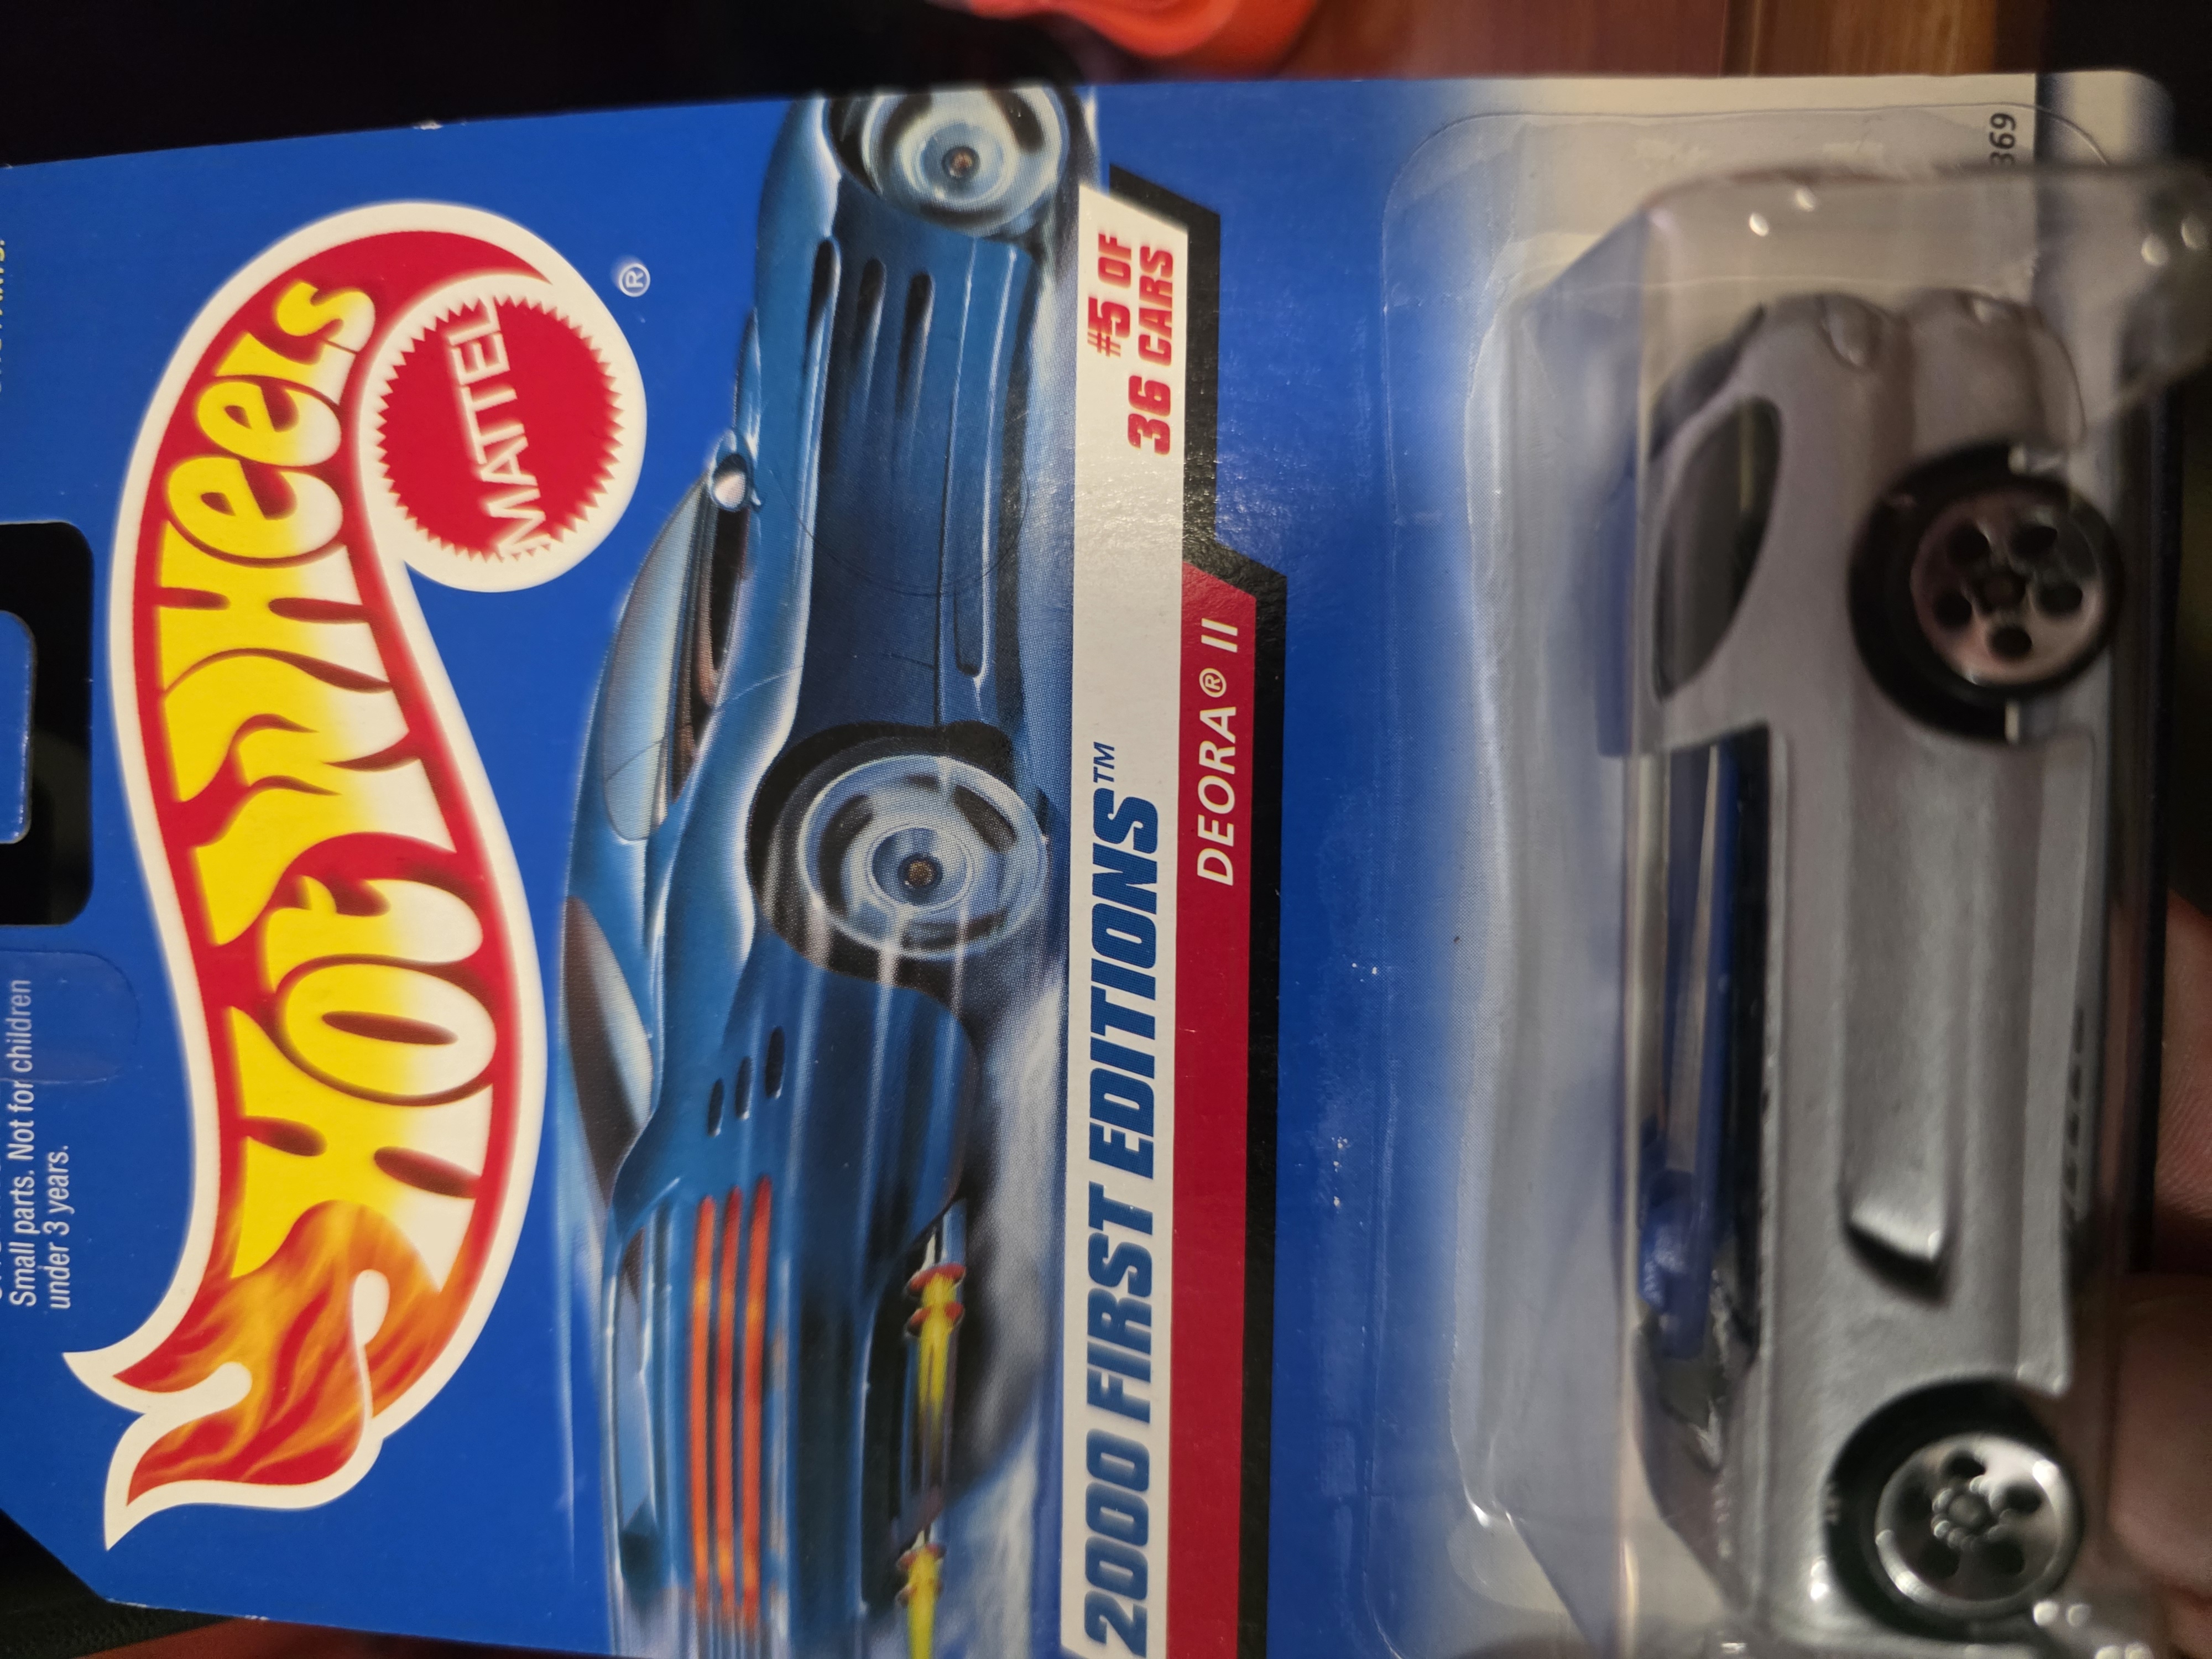 Small parts. Not for children
under 3 years.
Hot Wheels
®
MATTEL
#5 OF
36 CARS
2000 FIRST EDITIONS™
DEORA® II